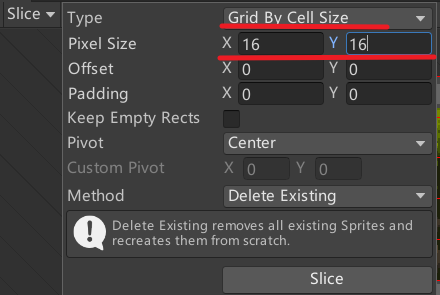 Slice
Type Grid By Cell Size
Pixel Size X 16 Y 16
Offset X 0 Y 0
Padding X 0 Y 0
Keep Empty Rects
Pivot Center
Custom Pivot X 0 Y 0
Method Delete Existing
Delete Existing removes all existing Sprites and
recreates them from scratch.
Slice